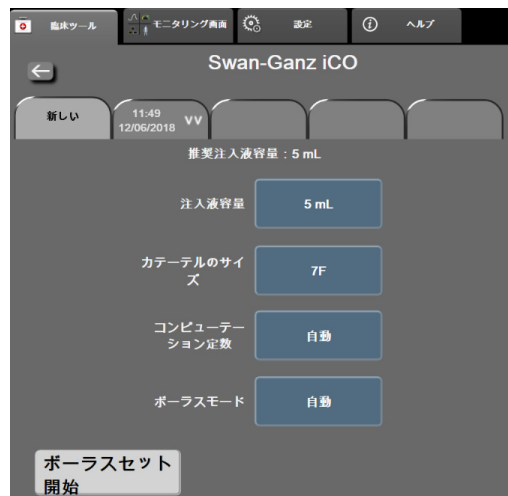 臨床ツール モニタリング画面 設定 ヘルプ
Swan-Ganz iCO
新しい 11:49
12/06/2018
推奨注入液容量：5 mL
注入液容量 5 mL
カテーテルのサイ
ズ 7F
コンピューテー
ション定数 自動
ボーラスモード 自動
ボーラスセット
開始